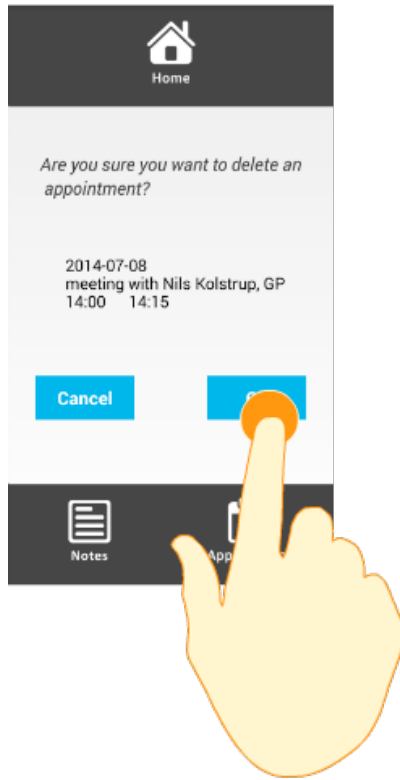 Home
Are you sure you want to delete an
appointment?
2014-07-08
meeting with Nils Kolstrup, GP
14:00 14:15
Cancel
Notes